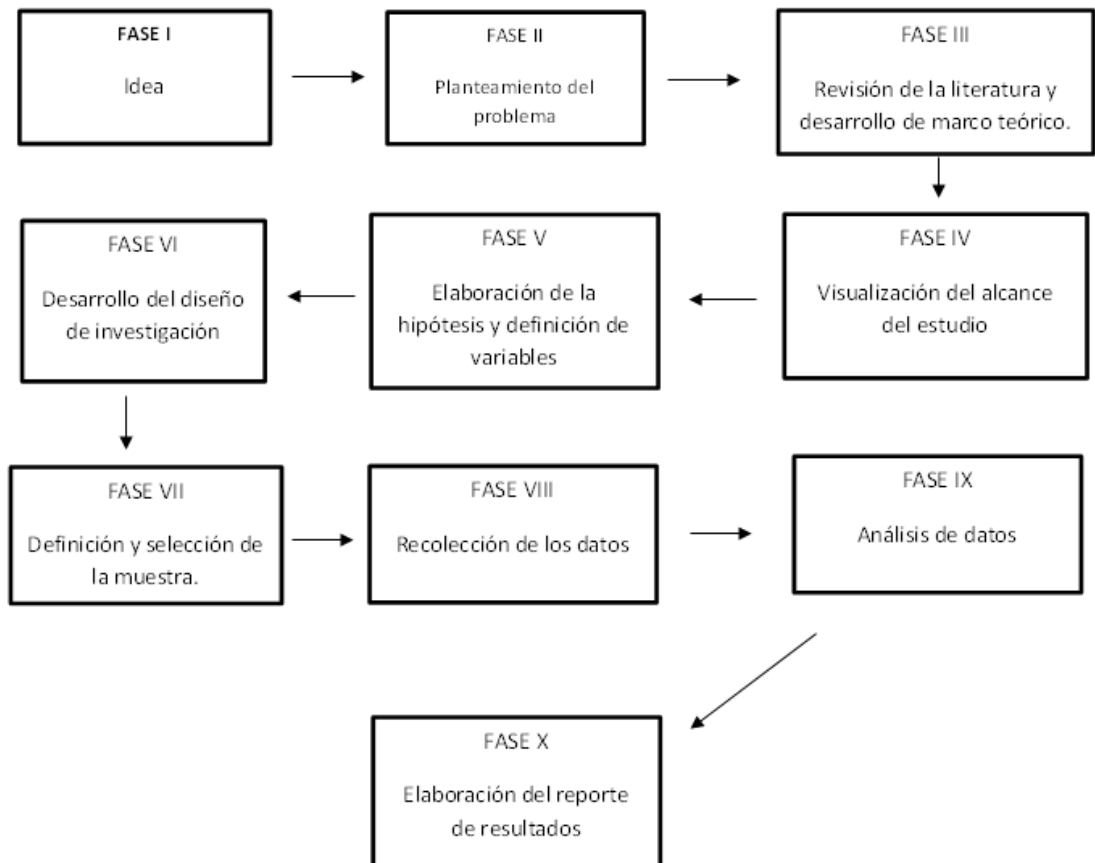 FASE I
Idea
FASE II
Planteamiento del
problema
FASE III
Revisión de la literatura y
desarrollo de marco teórico.
FASE IV
Visualización del alcance
del estudio
FASE V
Elaboración de la
hipótesis y definición de
variables
FASE VI
Desarrollo del diseño
de investigación
FASE VII
Definición y selección de
la muestra.
FASE VIII
Recolección de los datos
FASE IX
Análisis de datos
FASE X
Elaboración del reporte
de resultados